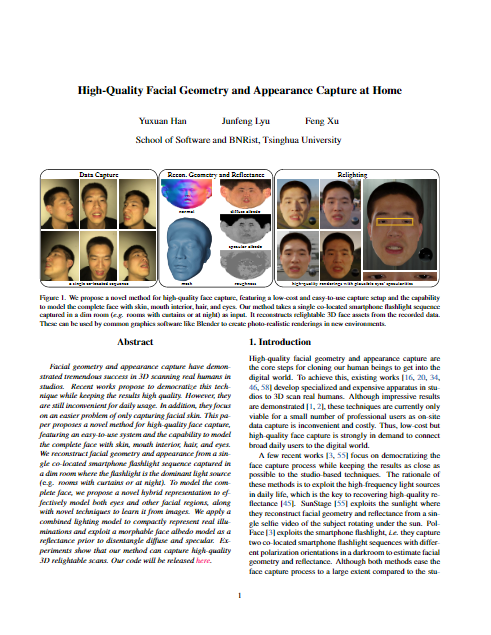 High-Quality Facial Geometry and Appearance Capture at Home
Yuxuan Han Junfeng Lyu Feng Xu
School of Software and BNRist, Tsinghua University
Data Capture
Recon. Geometry and Reflectance
Relighting
normal
diffuse albedo
specular albedo
mesh
roughness
a single co-located sequence
high-quality renderings with plausible eyes' specularities
Figure 1. We propose a novel method for high-quality face capture, featuring a low-cost and easy-to-use capture setup and the capability
to model the complete face with skin, mouth interior, hair, and eyes. Our method takes a single co-located smartphone flashlight sequence
captured in a dim room (e.g. rooms with curtains or at night) as input. It reconstructs relightable 3D face assets from the recorded data.
These can be used by common graphics software like Blender to create photo-realistic renderings in new environments.
Abstract
Facial geometry and appearance capture have demon-
strated tremendous success in 3D scanning real humans in
studios. Recent works propose to democratize this tech-
nique while keeping the results high quality. However, they
are still inconvenient for daily usage. In addition, they focus
on an easier problem of only capturing facial skin. This pa-
per proposes a novel method for high-quality face capture,
featuring an easy-to-use system and the capability to model
the complete face with skin, mouth interior, hair, and eyes.
We reconstruct facial geometry and appearance from a sin-
gle co-located smartphone flashlight sequence captured in
a dim room where the flashlight is the dominant light source
(e.g. rooms with curtains or at night). To model the com-
plete face, we propose a novel hybrid representation to ef-
fectively model both eyes and other facial regions, along
with novel techniques to learn it from images. We apply a
combined lighting model to compactly represent real illu-
minations and exploit a morphable face albedo model as a
reflectance prior to disentangle diffuse and specular. Ex-
periments show that our method can capture high-quality
3D relightable scans. Our code will be released here.
1. Introduction
High-quality facial geometry and appearance capture are
the core steps for cloning our human beings to get into the
digital world. To achieve this, existing works [16, 20, 34,
46, 58] develop specialized and expensive apparatus in stu-
dios to 3D scan real humans. Although impressive results
are demonstrated [1, 2], these techniques are currently only
viable for a small number of professional users as on-site
data capture is inconvenient and costly. Thus, low-cost but
high-quality face capture is strongly in demand to connect
broad daily users to the digital world.
A few recent works [3, 55] focus on democratizing the
face capture process while keeping the results as close as
possible to the studio-based techniques. The rationale of
these methods is to exploit the high-frequency light sources
in daily life, which is the key to recovering high-quality re-
flectance [45]. SunStage [55] exploits the sunlight where
they reconstruct facial geometry and reflectance from a sin-
gle selfie video of the subject rotating under the sun. Pol-
Face [3] exploits the smartphone flashlight, i.e. they capture
two co-located smartphone flashlight sequences with differ-
ent polarization orientations in a darkroom to estimate facial
geometry and reflectance. Although both methods ease the
face capture process to a large extent compared to the stu-
1